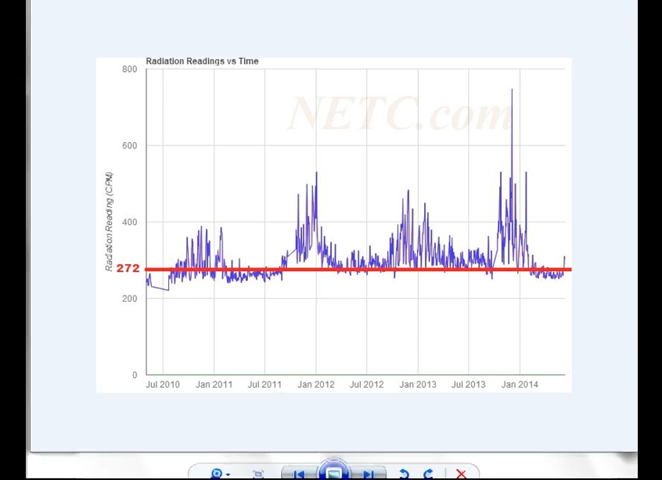 Radiation Readings vs Time
NETC.com
800
600
400
272
200
0
Radiation Reading (CPM)
Jul 2010 Jan 2011 Jul 2011 Jan 2012 Jul 2012 Jan 2013 Jul 2013 Jan 2014